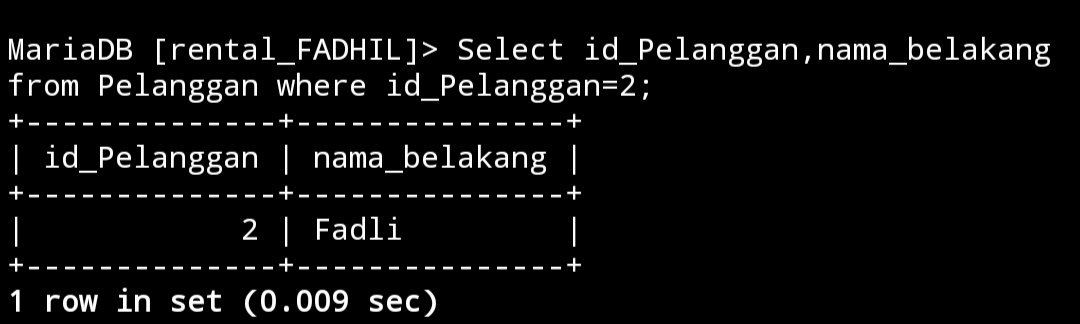 MariaDB [rental_FADHIL]> Select id_Pelanggan,nama_belakang
from Pelanggan where id_Pelanggan=2;
+--------------+---------------+
| id_Pelanggan | nama_belakang |
+--------------+---------------+
|            2 | Fadli         |
+--------------+---------------+
1 row in set (0.009 sec)